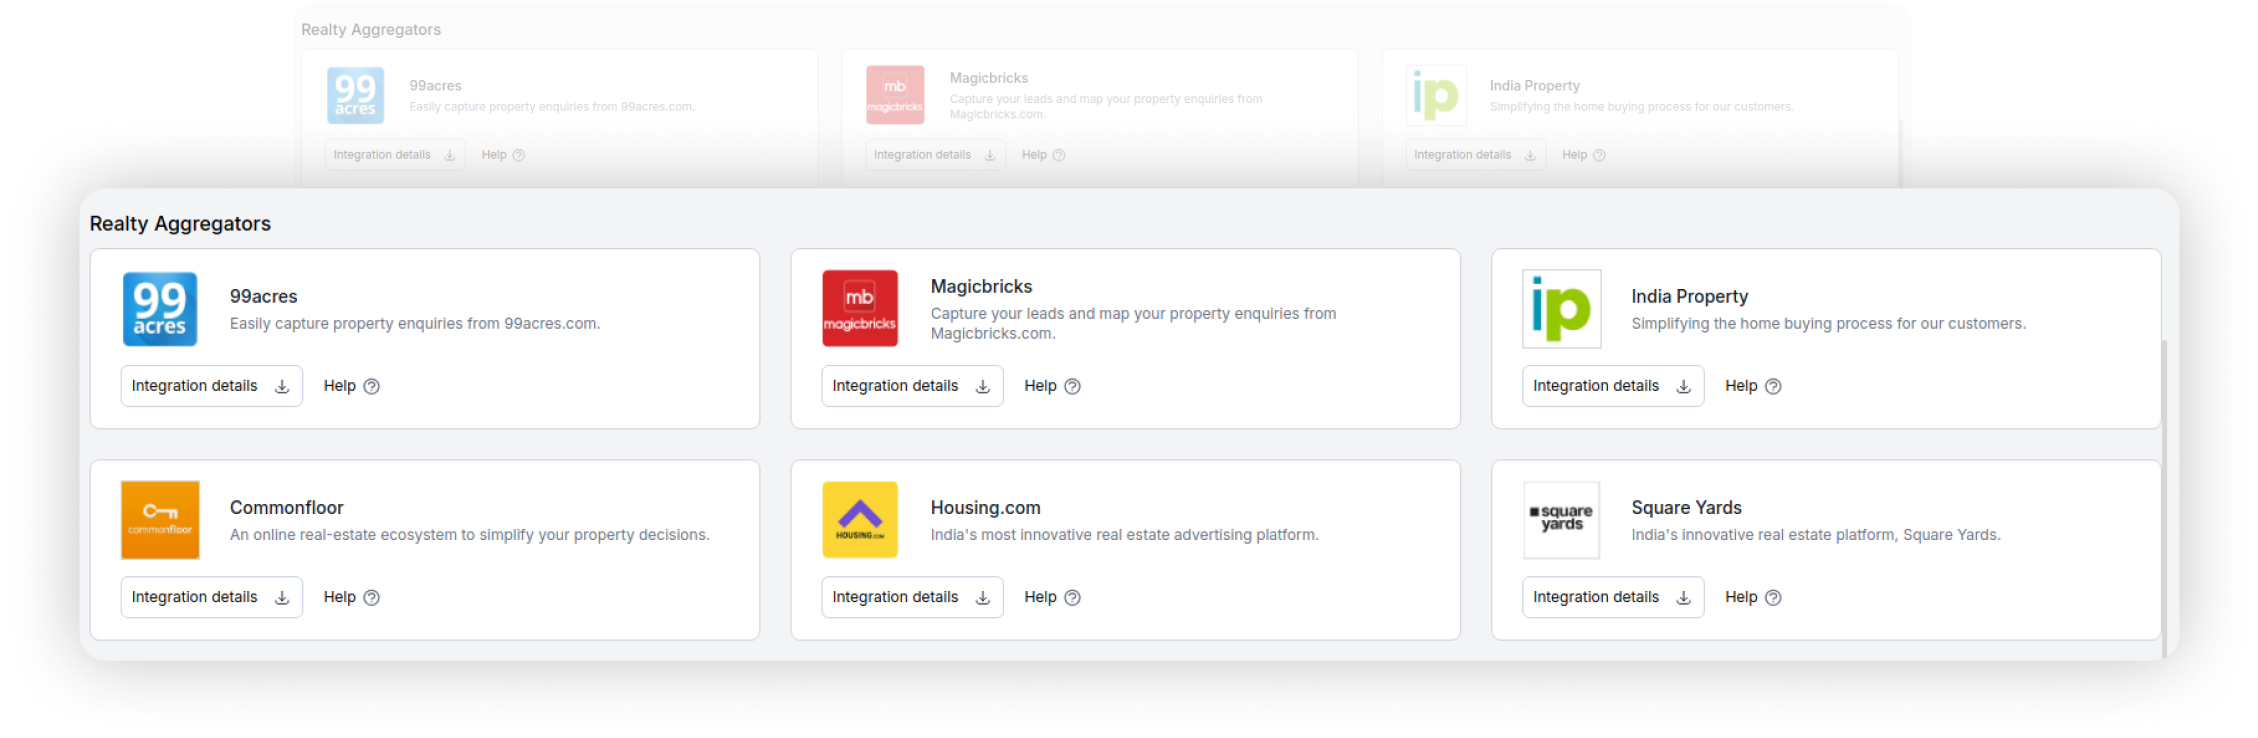 Realty Aggregators
99 acres
99acres
Easily capture property enquiries from 99acres.com.
Integration details
Help
mb
magicbricks
Magicbricks
Capture your leads and map your property enquiries from
Magicbricks.com.
Integration details
Help
ip
India Property
Simplifying the home buying process for our customers.
Integration details
Help
Realty Aggregators
99
acres
99acres
Easily capture property enquiries from 99acres.com.
Integration details
Help
mb
magicbricks
Magicbricks
Capture your leads and map your property enquiries from
Magicbricks.com.
Integration details
Help
ip
India Property
Simplifying the home buying process for our customers.
Integration details
Help
commonfloor
Commonfloor
An online real-estate ecosystem to simplify your property decisions.
Integration details
Help
HOUSING.COM
Housing.com
India's most innovative real estate advertising platform.
Integration details
Help
square
yards
Square Yards
India's innovative real estate platform, Square Yards.
Integration details
Help